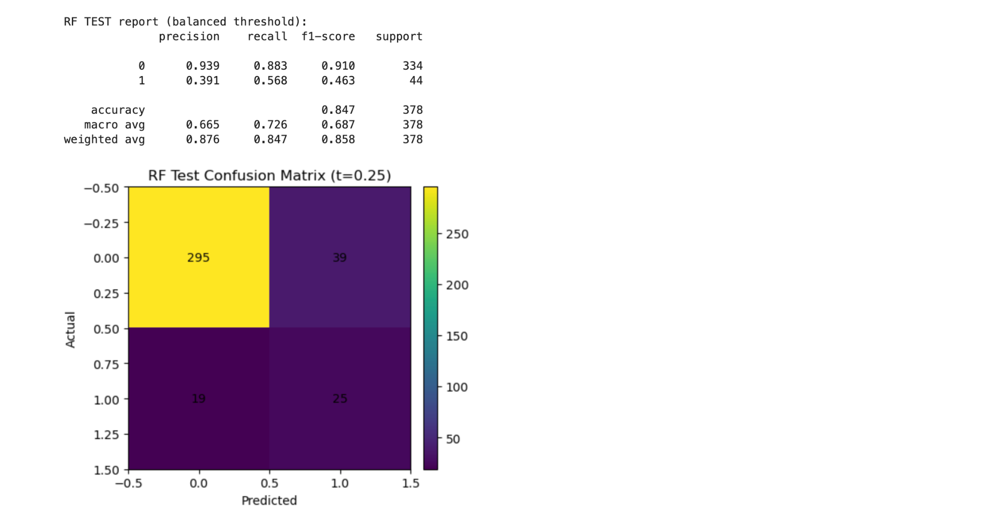 RF TEST report (balanced threshold):
precision recall f1-score support
0 0.939 0.883 0.910 334
1 0.391 0.568 0.463 44
accuracy 0.847 378
macro avg 0.665 0.726 0.687 378
weighted avg 0.876 0.847 0.858 378
RF Test Confusion Matrix (t=0.25)
−0.50
−0.25
0.00
0.25
0.50
0.75
1.00
1.25
1.50
Actual
295 39
19 25
−0.5 0.0 0.5 1.0 1.5
Predicted
250
200
150
100
50